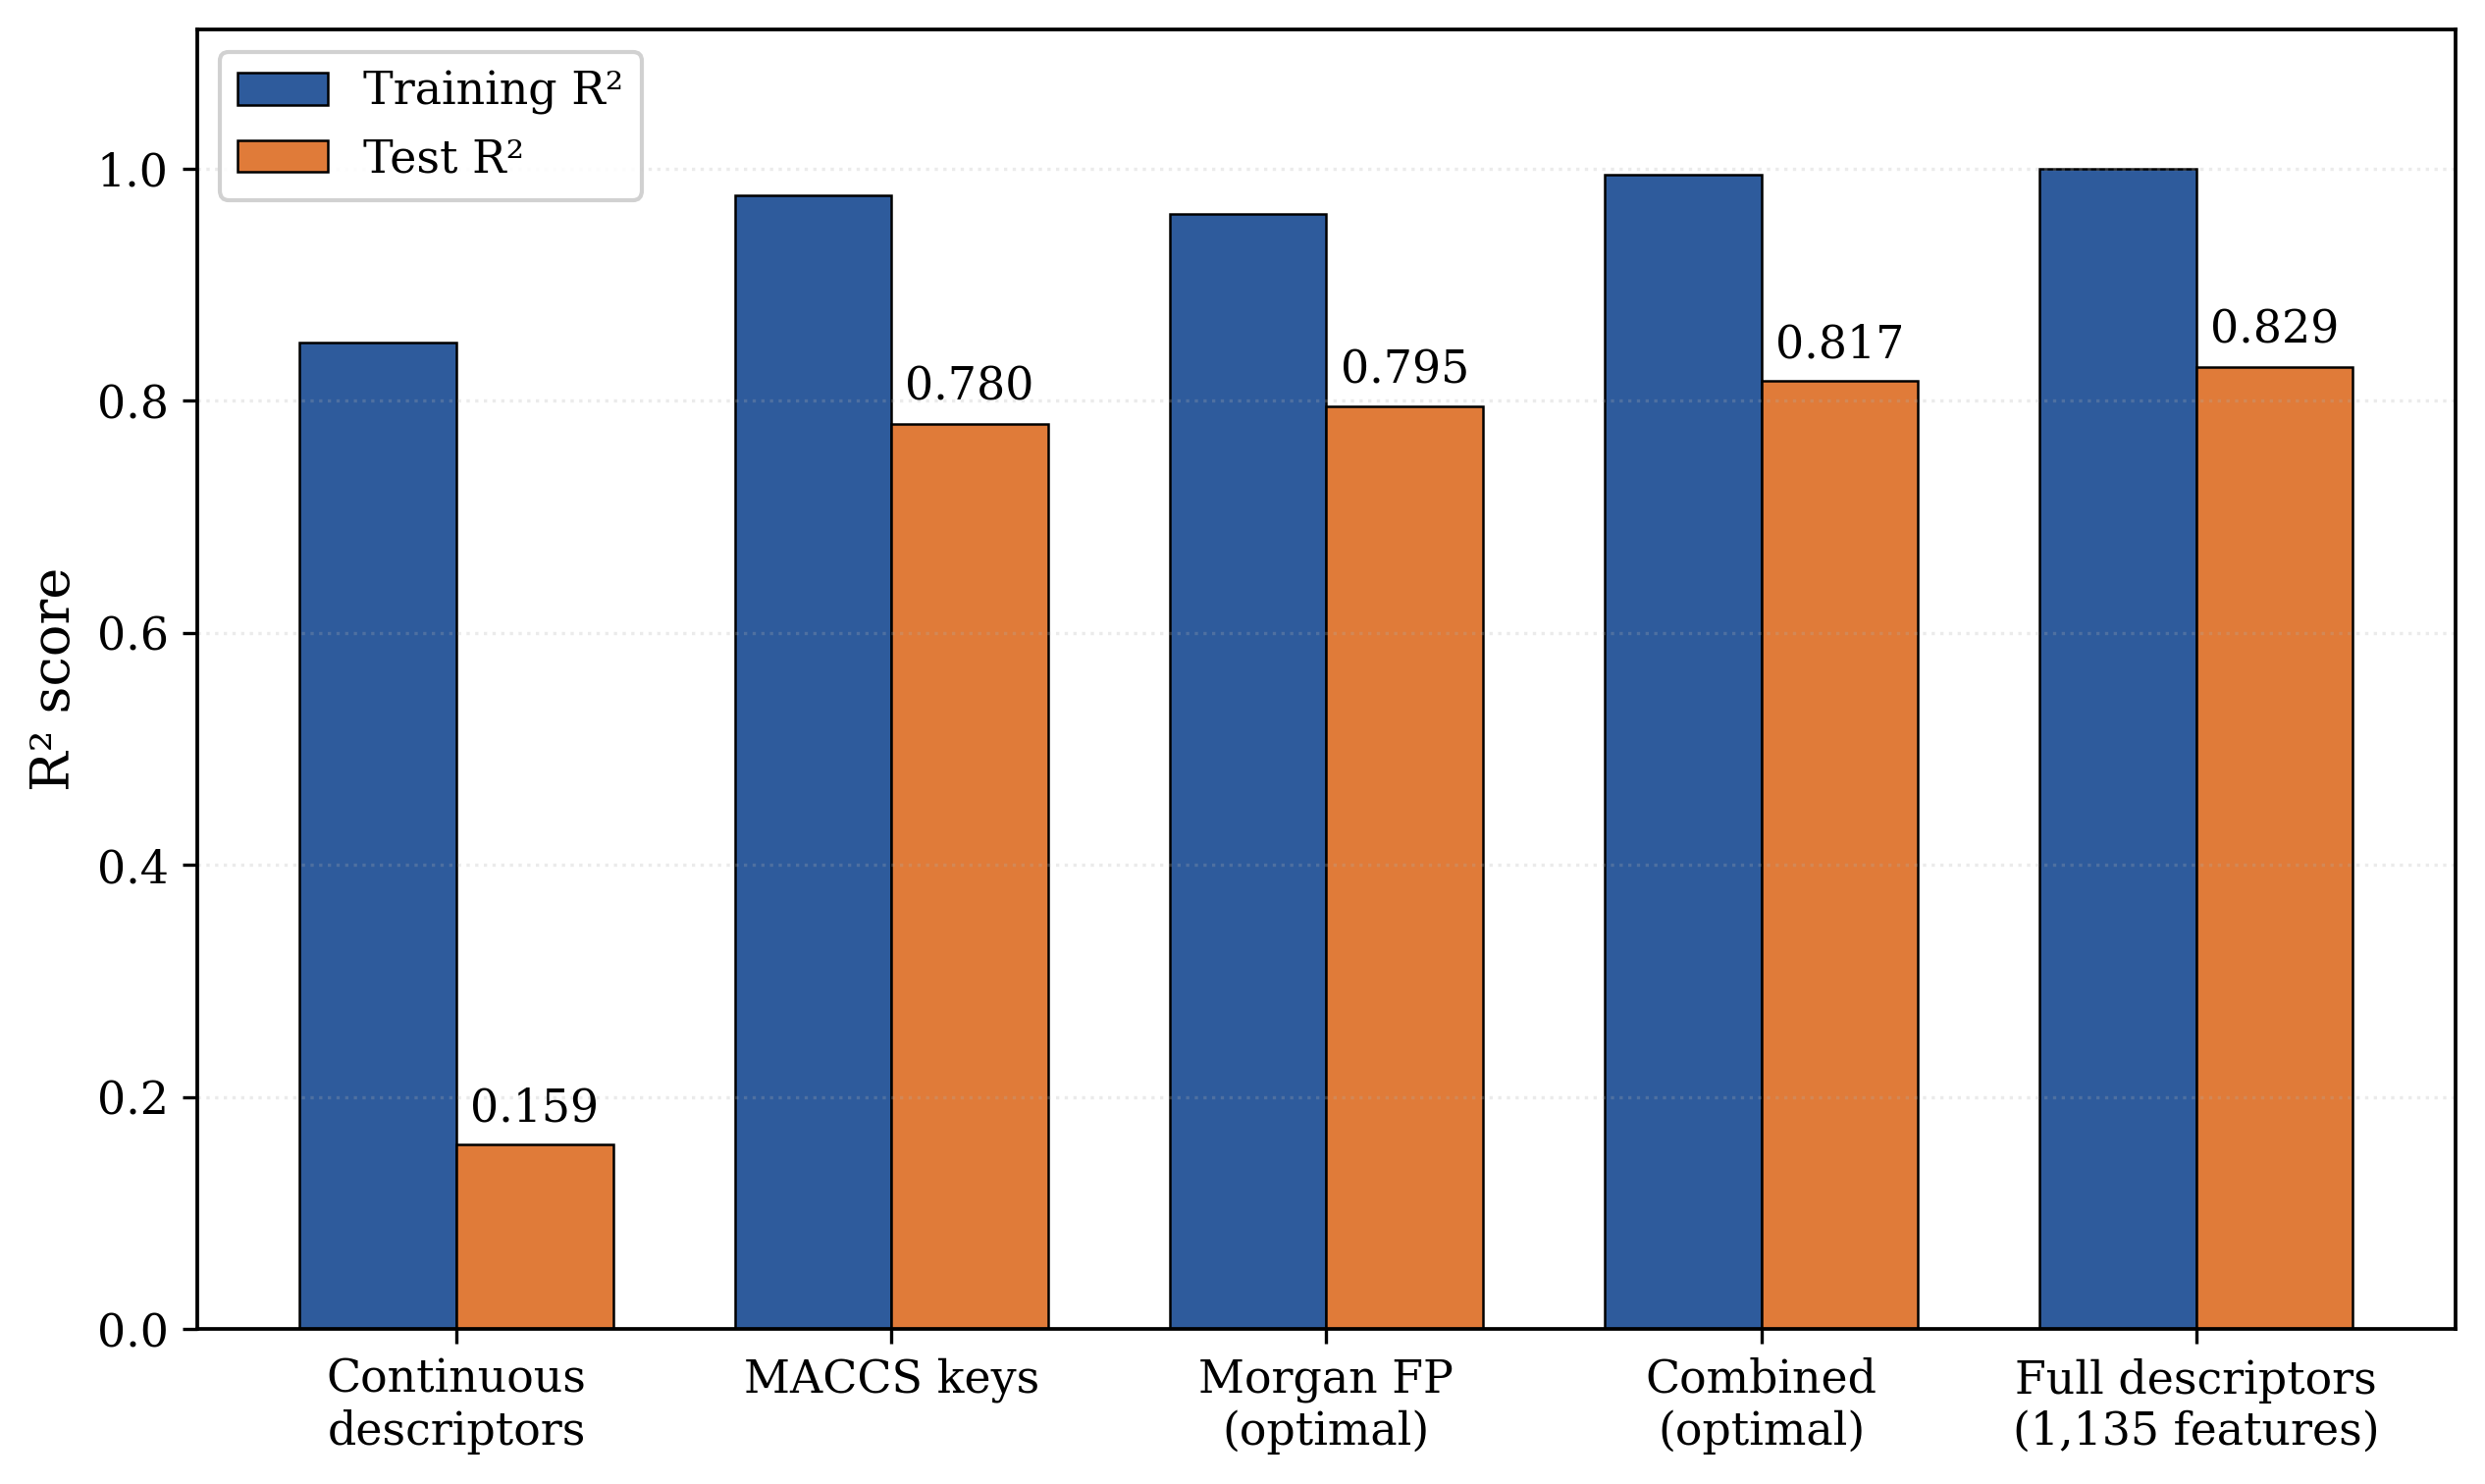 Training R²
Test R²
R² score
1.0
0.8
0.6
0.4
0.2
0.0
0.159
0.780
0.795
0.817
0.829
Continuous
descriptors
MACCS keys
Morgan FP
(optimal)
Combined
(optimal)
Full descriptors
(1,135 features)